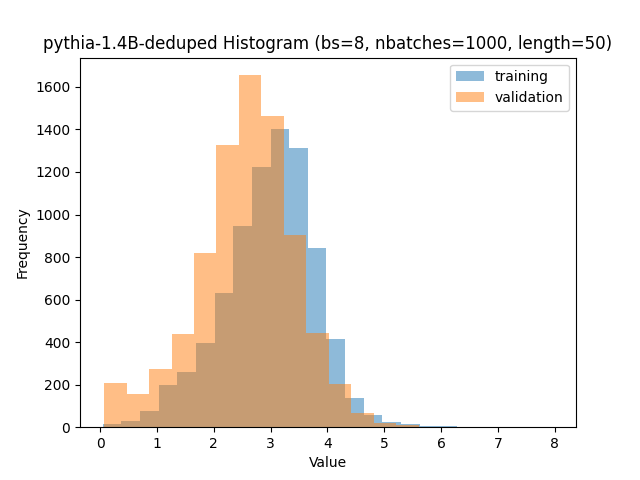 pythia-1.4B-deduped Histogram (bs=8, nbatches=1000, length=50)
training
validation
1600
1400
1200
1000
800
600
400
200
0
Frequency
0 1 2 3 4 5 6 7 8
Value